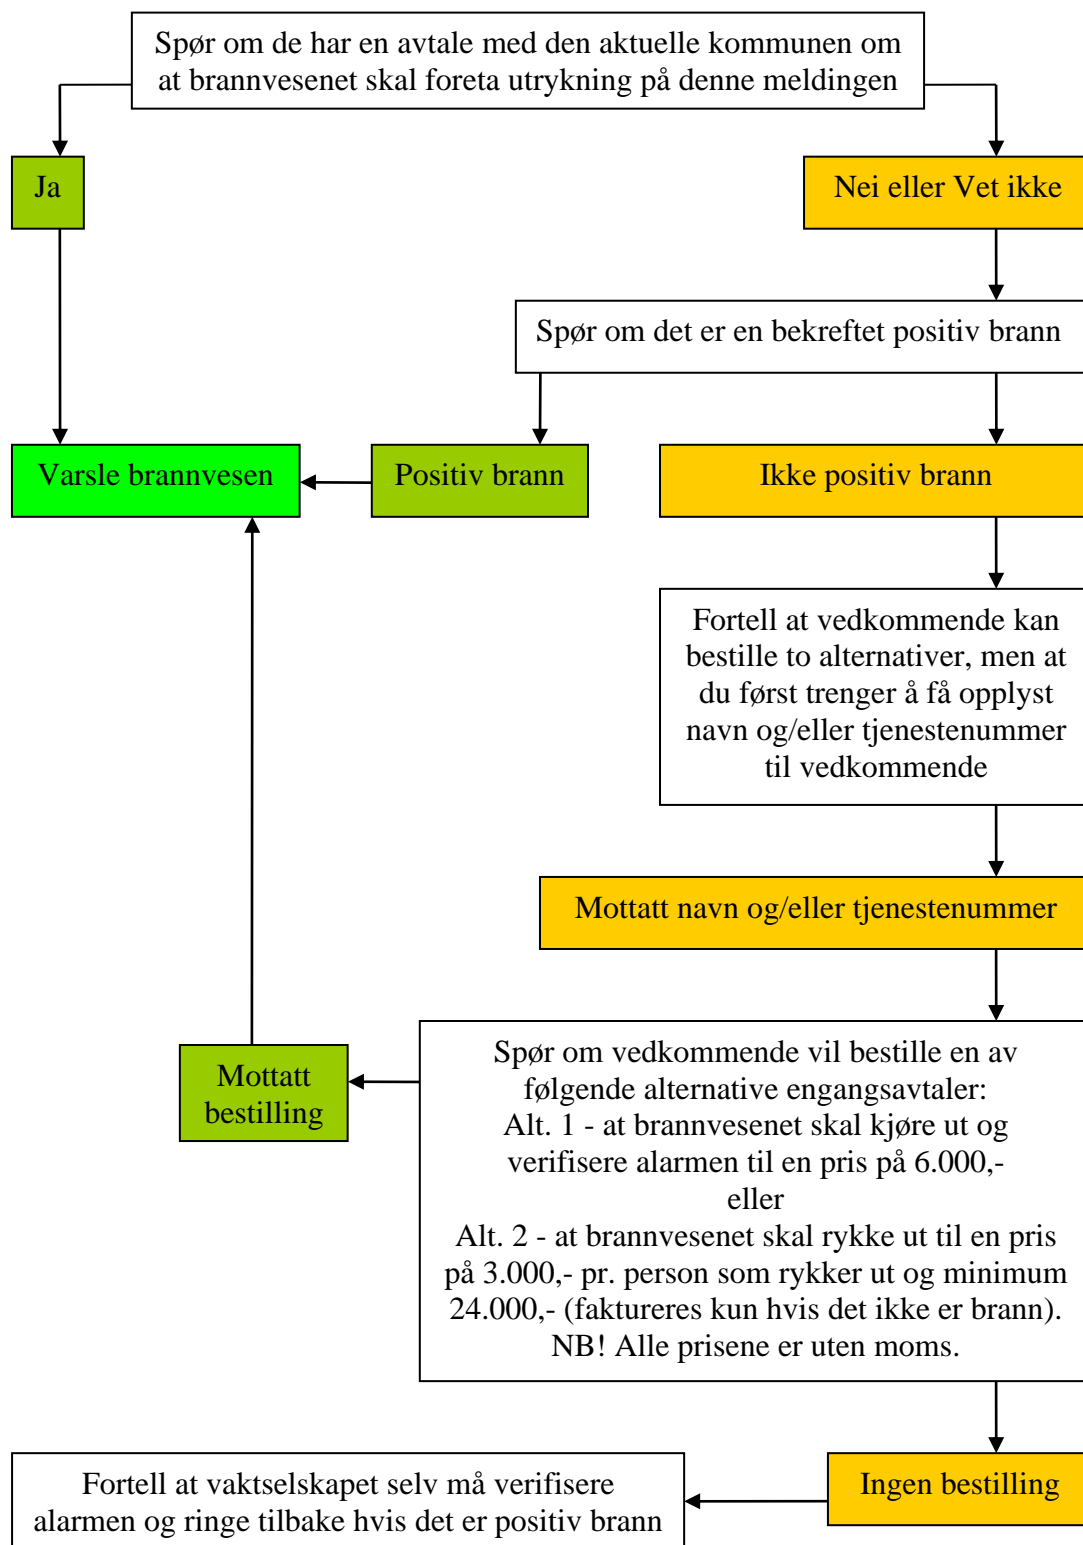 Spør om de har en avtale med den aktuelle kommunen om
at brannvesenet skal foreta utrykning på denne meldingen
Ja
Nei eller Vet ikke
Spør om det er en bekreftet positiv brann
Varsle brannvesen
Positiv brann
Ikke positiv brann
Fortell at vedkommende kan
bestille to alternativer, men at
du først trenger å få opplyst
navn og/eller tjenestenummer
til vedkommende
Mottatt navn og/eller tjenestenummer
Mottatt
bestilling
Spør om vedkommende vil bestille en av
følgende alternative engangsavtaler:
Alt. 1 - at brannvesenet skal kjøre ut og
verifisere alarmen til en pris på 6.000,-
eller
Alt. 2 - at brannvesenet skal rykke ut til en pris
på 3.000,- pr. person som rykker ut og minimum
24.000,- (faktureres kun hvis det ikke er brann).
NB! Alle prisene er uten moms.
Ingen bestilling
Fortell at vaktselskapet selv må verifisere
alarmen og ringe tilbake hvis det er positiv brann